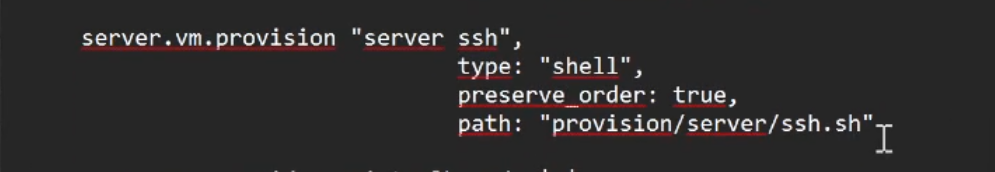 server.vm.provision "server ssh",
type: "shell",
preserve_order: true,
path: "provision/server/ssh.sh"